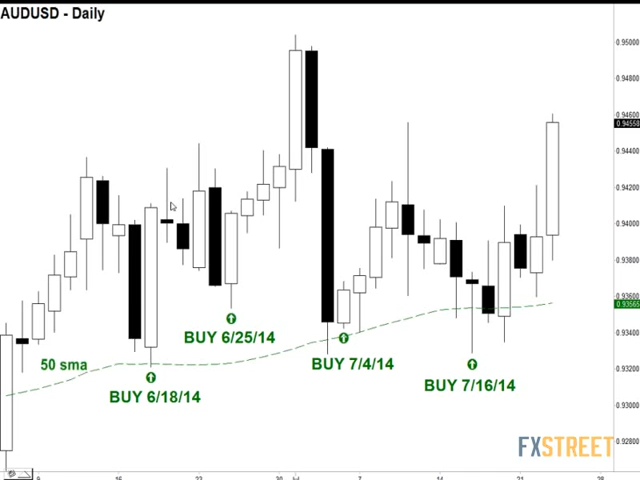 AUDUSD - Daily
0.95000
0.94800
0.94600
0.94558
0.94400
0.94200
0.94000
0.93800
0.93600
0.93565
0.93400
0.93200
0.93000
0.92800
50 sma
BUY 6/25/14
BUY 7/4/14
BUY 7/16/14
BUY 6/18/14
FXSTREET
9
16
23
30
Jul
7
14
21
28